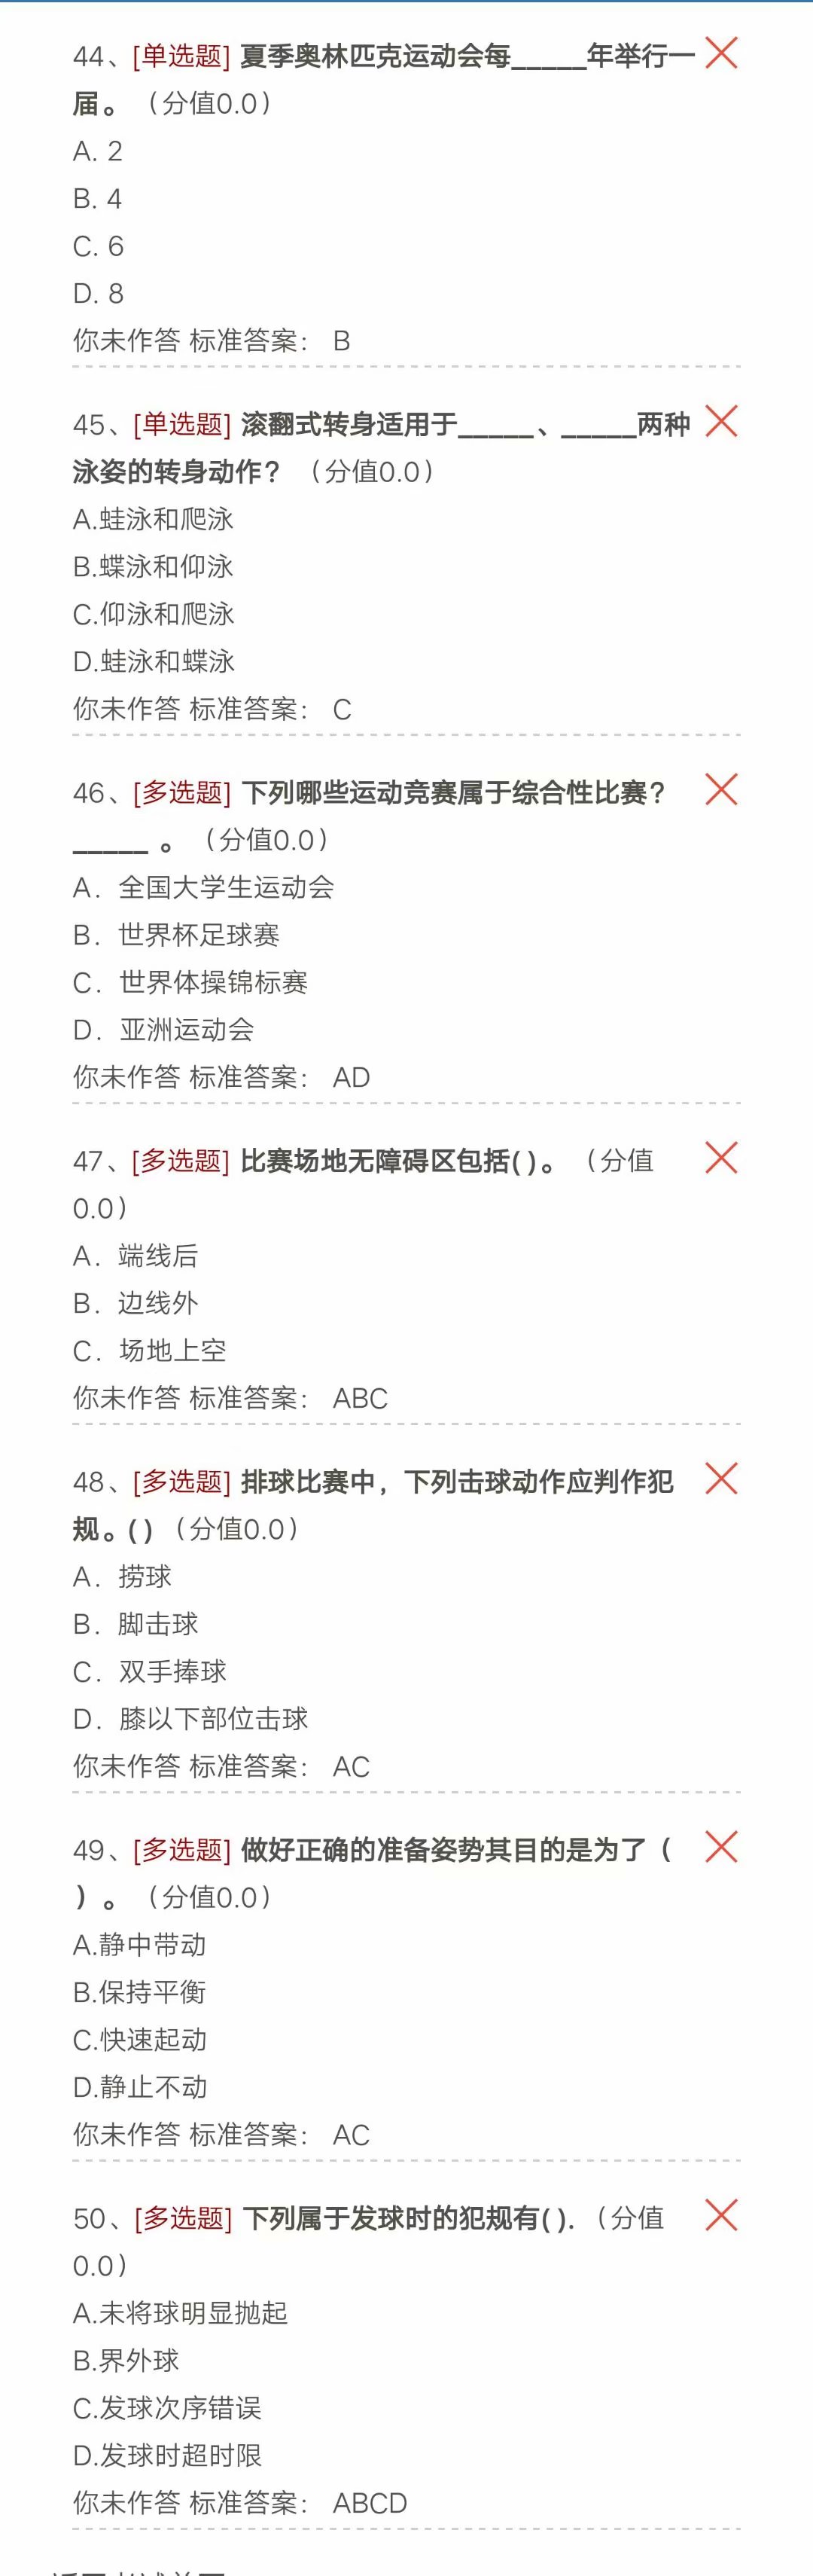 44、[单选题] 夏季奥林匹克运动会每_____年举行一
届。（分值0.0）
A. 2
B. 4
C. 6
D. 8
你未作答 标准答案： B
45、[单选题] 滚翻式转身适用于_____、_____两种
泳姿的转身动作？（分值0.0）
A.蛙泳和爬泳
B.蝶泳和仰泳
C.仰泳和爬泳
D.蛙泳和蝶泳
你未作答 标准答案： C
46、[多选题] 下列哪些运动竞赛属于综合性比赛？
_____ 。（分值0.0）
A．全国大学生运动会
B．世界杯足球赛
C．世界体操锦标赛
D．亚洲运动会
你未作答 标准答案： AD
47、[多选题] 比赛场地无障碍区包括( )。（分值
0.0）
A．端线后
B．边线外
C．场地上空
你未作答 标准答案： ABC
48、[多选题] 排球比赛中，下列击球动作应判作犯
规。( )（分值0.0）
A．捞球
B．脚击球
C．双手捧球
D．膝以下部位击球
你未作答 标准答案： AC
49、[多选题] 做好正确的准备姿势其目的是为了（
）。（分值0.0）
A.静中带动
B.保持平衡
C.快速起动
D.静止不动
你未作答 标准答案： AC
50、[多选题] 下列属于发球时的犯规有( ). （分值
0.0）
A.未将球明显抛起
B.界外球
C.发球次序错误
D.发球时超时限
你未作答 标准答案： ABCD